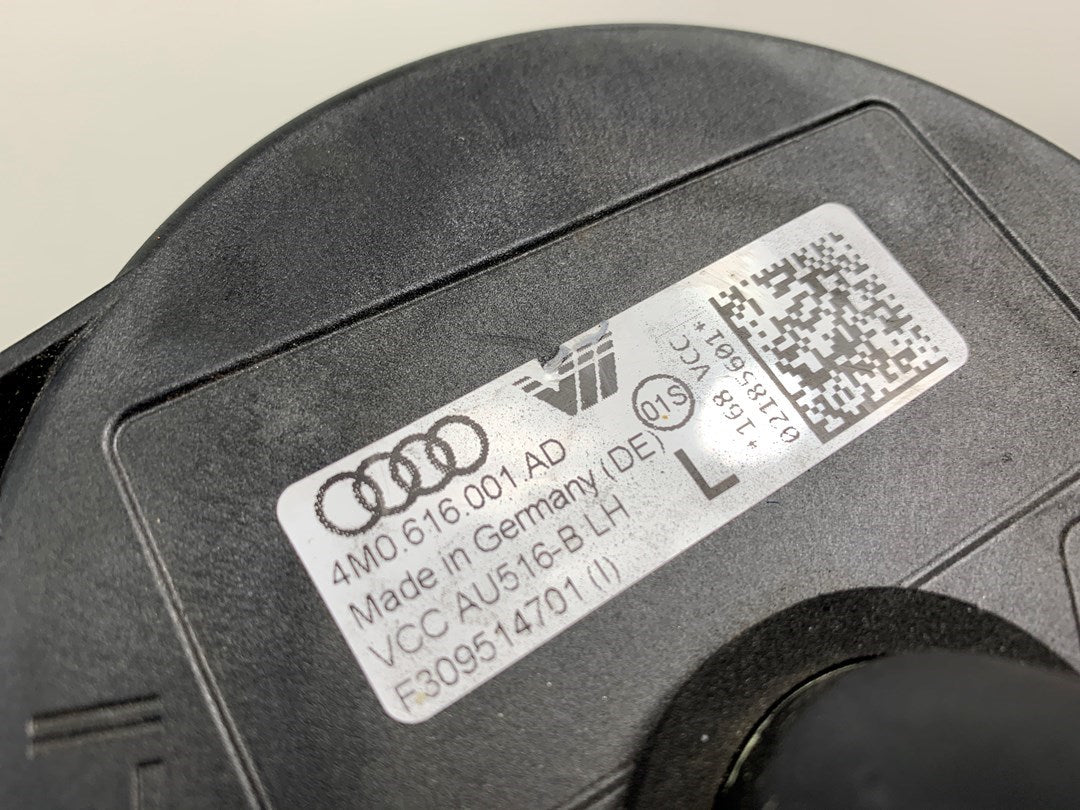 4M0.616.001.AD
Made in Germany (DE)
VCC AU516-B LH
F309514701 (I)
01S
L
*168 VCC
02185601*